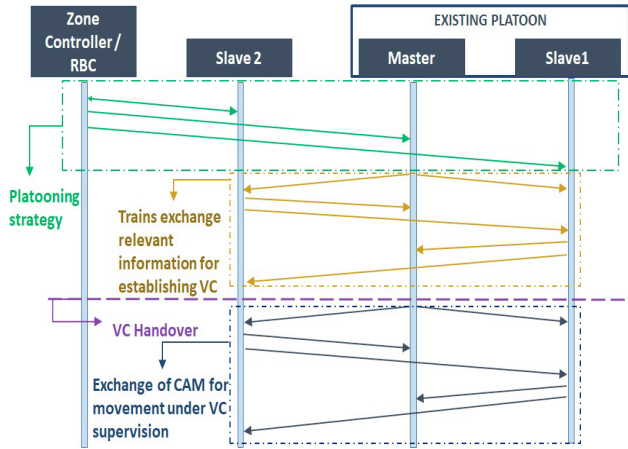 Zone
Controller /
RBC
EXISTING PLATOON
Slave 2
Master
Slave1
Platooning
strategy
Trains exchange
relevant
information for
establishing VC
VC Handover
Exchange of CAM for
movement under VC
supervision